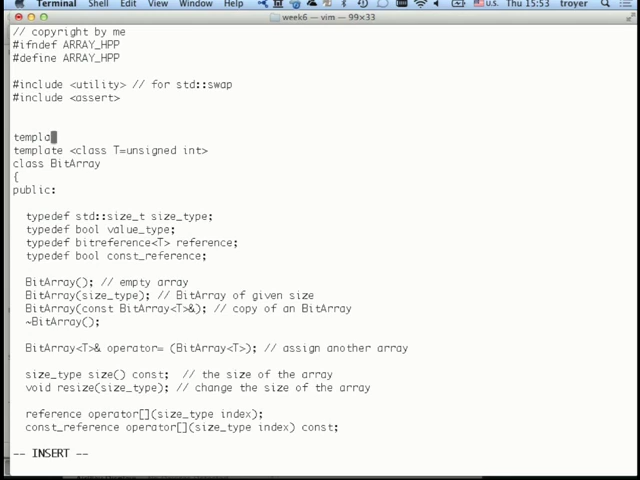 Terminal Shell Edit View Window Help U.S. Thu 15:53 troyer
week6 — vim — 99×33
// copyright by me
#ifndef ARRAY_HPP
#define ARRAY_HPP
#include <utility> // for std::swap
#include <assert>
templa
template <class T=unsigned int>
class BitArray
{
public:
typedef std::size_t size_type;
typedef bool value_type;
typedef bitreference<T> reference;
typedef bool const_reference;
BitArray(); // empty array
BitArray(size_type); // BitArray of given size
BitArray(const BitArray<T>&); // copy of an BitArray
~BitArray();
BitArray<T>& operator= (BitArray<T>); // assign another array
size_type size() const; // the size of the array
void resize(size_type); // change the size of the array
reference operator[](size_type index);
const_reference operator[](size_type index) const;
-- INSERT --